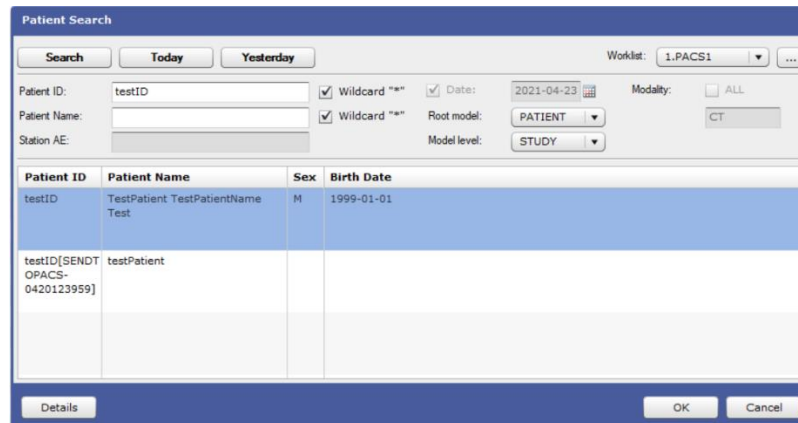 Patient Search
Search Today Yesterday Worklist: 1.PACS1 ...
Patient ID: testID Wildcard "*" Date: 2021-04-23 Modality: ALL
Patient Name: Wildcard "*" Root model: PATIENT CT
Station AE: Model level: STUDY
Patient ID Patient Name Sex Birth Date
testID TestPatient TestPatientName M 1999-01-01
Test
testID[SENDT testPatient
OPACS-
0420123959]
Details OK Cancel